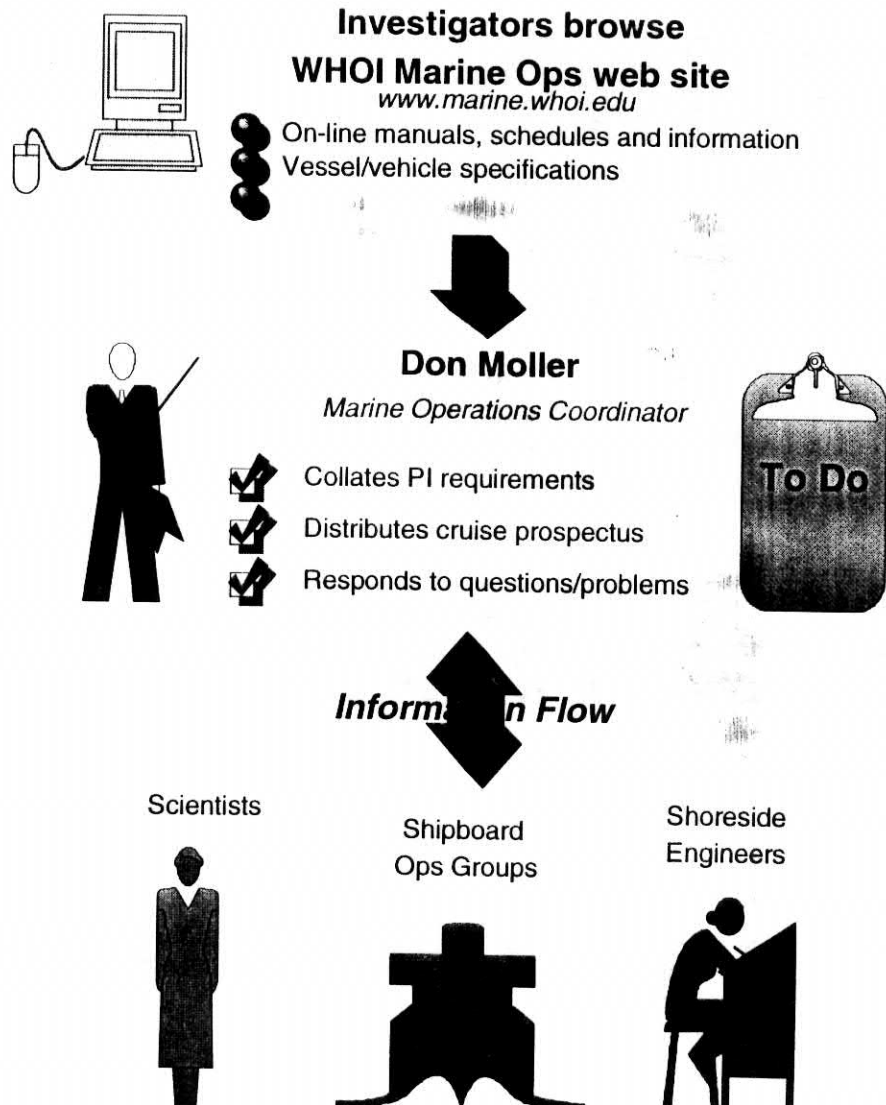 Investigators browse
WHOI Marine Ops web site
www.marine.whoi.edu
On-line manuals, schedules and information
Vessel/vehicle specifications
Don Moller
Marine Operations Coordinator
To Do
Collates PI requirements
Distributes cruise prospectus
Responds to questions/problems
Information Flow
Scientists
Shipboard
Ops Groups
Shoreside
Engineers